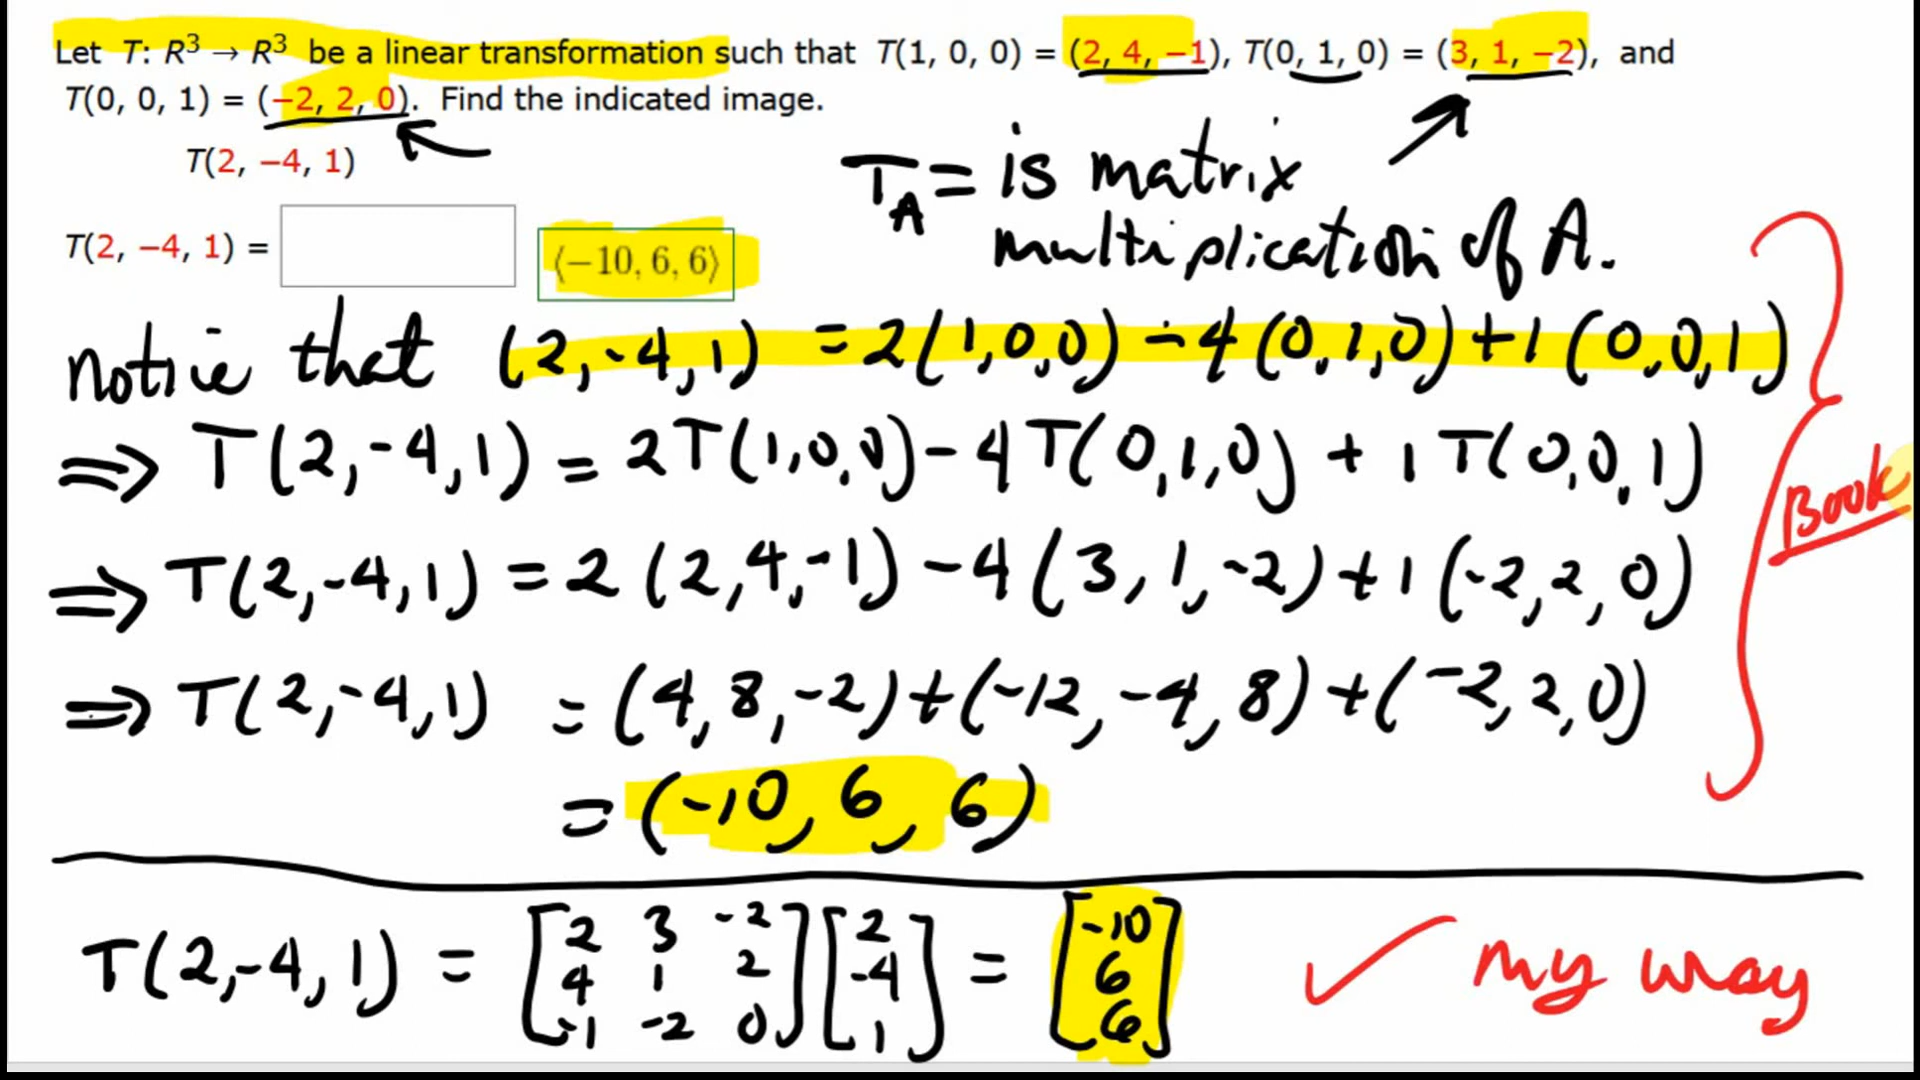 Let T: R³ → R³ be a linear transformation such that T(1, 0, 0) = (2, 4, −1), T(0, 1, 0) = (3, 1, −2), and
T(0, 0, 1) = (−2, 2, 0). Find the indicated image.
T(2, −4, 1)
T_A = is matrix
multiplication of A.
T(2, −4, 1) =
⟨−10, 6, 6⟩
notice that (2,-4,1) = 2(1,0,0) - 4(0,1,0) + 1(0,0,1)
⇒ T(2,-4,1) = 2T(1,0,0) - 4T(0,1,0) + 1T(0,0,1)
Book
⇒ T(2,-4,1) = 2(2,4,-1) - 4(3,1,-2) + 1(-2,2,0)
⇒ T(2,-4,1) = (4,8,-2) + (-12,-4,8) + (-2,2,0)
= (-10,6,6)
T(2,-4,1) = [2 3 -2; 4 1 2; -1 -2 0] [2; -4; 1] = [-10; 6; 6] ✓ my way